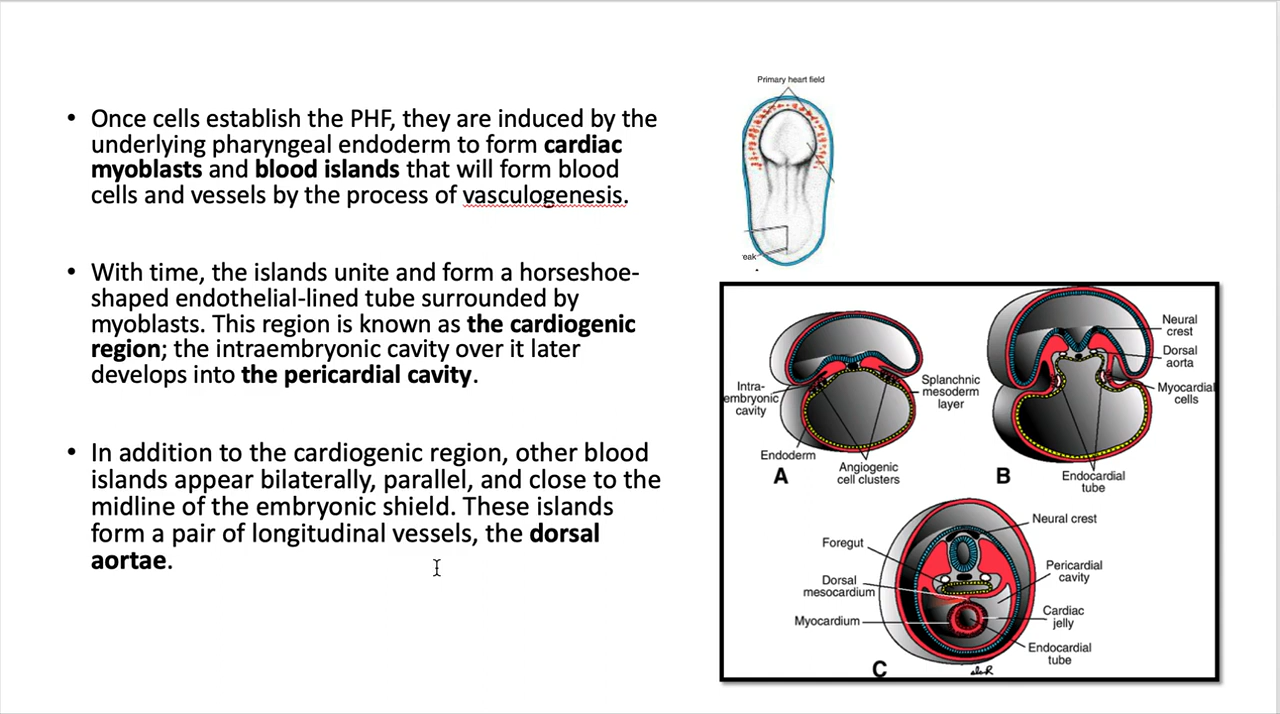 • Once cells establish the PHF, they are induced by the
underlying pharyngeal endoderm to form cardiac
myoblasts and blood islands that will form blood
cells and vessels by the process of vasculogenesis.
• With time, the islands unite and form a horseshoe-
shaped endothelial-lined tube surrounded by
myoblasts. This region is known as the cardiogenic
region; the intraembryonic cavity over it later
develops into the pericardial cavity.
• In addition to the cardiogenic region, other blood
islands appear bilaterally, parallel, and close to the
midline of the embryonic shield. These islands
form a pair of longitudinal vessels, the dorsal
aortae.
Primary heart field
eak
Intra-
embryonic
cavity
Splanchnic
mesoderm
layer
Endoderm
Angiogenic
cell clusters
A
Neural
crest
Dorsal
aorta
Myocardial
cells
Endocardial
tube
B
Neural crest
Foregut
Pericardial
cavity
Dorsal
mesocardium
Cardiac
jelly
Myocardium
Endocardial
tube
C